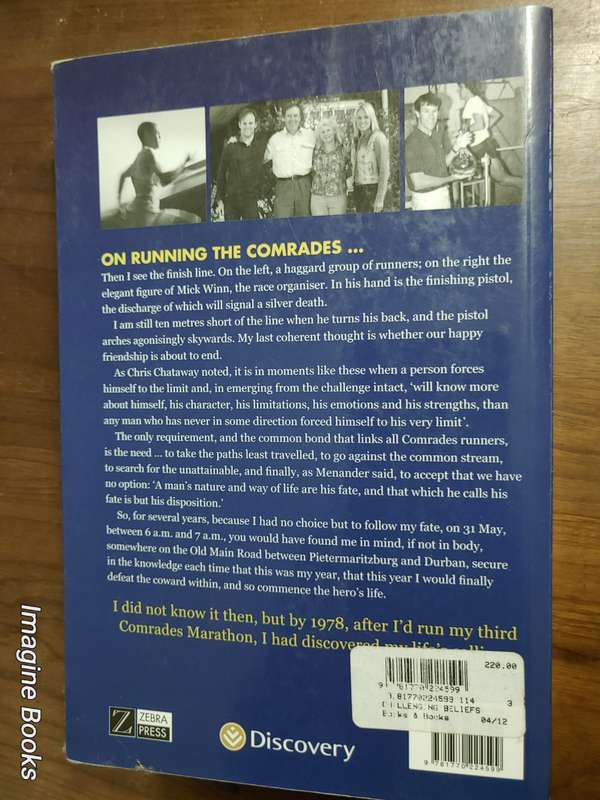 ON RUNNING THE COMRADES ...
Then I see the finish line. On the left, a haggard group of runners; on the right the
elegant figure of Mick Winn, the race organiser. In his hand is the finishing pistol,
the discharge of which will signal a silver death.
I am still ten metres short of the line when he turns his back, and the pistol
arches agonisingly skywards. My last coherent thought is whether our happy
friendship is about to end.
As Chris Chataway noted, it is in moments like these when a person forces
himself to the limit and, in emerging from the challenge intact, ‘will know more
about himself, his character, his limitations, his emotions and his strengths, than
any man who has never in some direction forced himself to his very limit’.
The only requirement, and the common bond that links all Comrades runners,
is the need ... to take the paths least travelled, to go against the common stream,
to search for the unattainable, and finally, as Menander said, to accept that we have
no option: ‘A man’s nature and way of life are his fate, and that which he calls his
fate is but his disposition.’
So, for several years, because I had no choice but to follow my fate, on 31 May,
between 6 a.m. and 7 a.m., you would have found me in mind, if not in body,
somewhere on the Old Main Road between Pietermaritzburg and Durban, secure
in the knowledge each time that this was my year, that this year I would finally
defeat the coward within, and so commence the hero’s life.
I did not know it then, but by 1978, after I’d run my third
Comrades Marathon, I had discovered my life’s
220.00
9 781770 224599
9781770224599 114 3
CHALLENGING BELIEFS
Books & Books 04/12
Z ZEBRA
PRESS
Discovery
9 781770 224599
Imagine Books